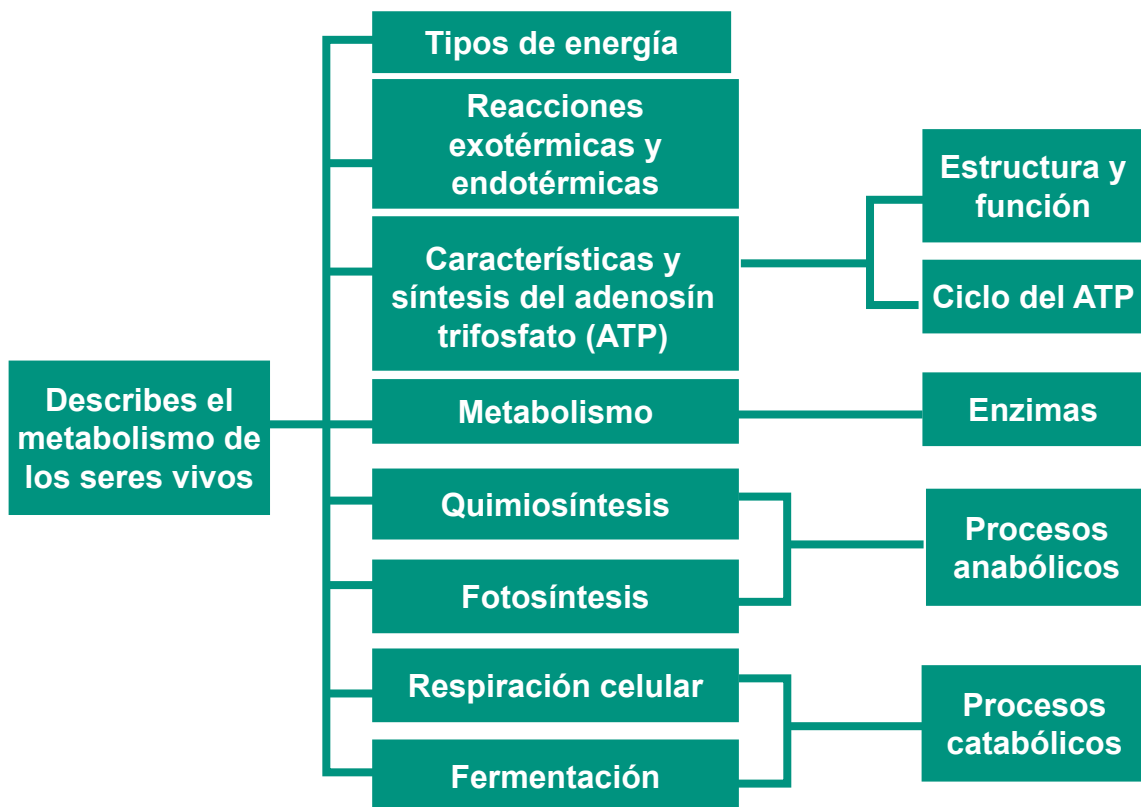 Tipos de energía
Reacciones
exotérmicas y
endotérmicas
Estructura y
función
Características y
síntesis del adenosín
trifosfato (ATP)
Ciclo del ATP
Describes el
metabolismo de
los seres vivos
Metabolismo
Enzimas
Quimiosíntesis
Procesos
anabólicos
Fotosíntesis
Respiración celular
Procesos
catabólicos
Fermentación